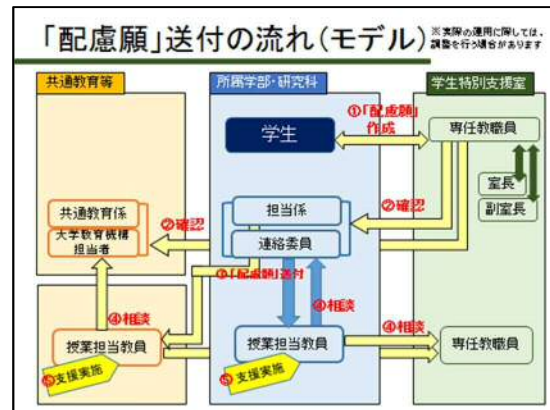 「配慮願」送付の流れ(モデル)
※実際の運用に際しては、
調整を行う場合があります
共通教育等
所属学部・研究科
学生特別支援室
①「配慮願」
作成
学生
専任教職員
室長
副室長
共通教育係
大学教育機構
担当者
②確認
担当係
連絡委員
②確認
③「配慮願」送付
④相談
④相談
④相談
授業担当教員
授業担当教員
専任教職員
⑤支援実施
⑤支援実施